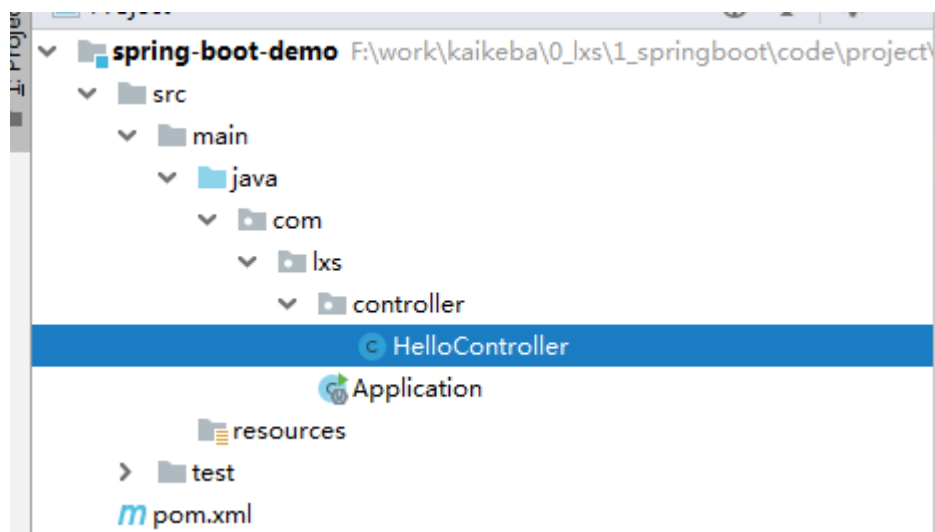 spring-boot-demo F:\work\kaikeba\0_lxs\1_springboot\code\project\
src
main
java
com
lxs
controller
HelloController
Application
resources
test
pom.xml